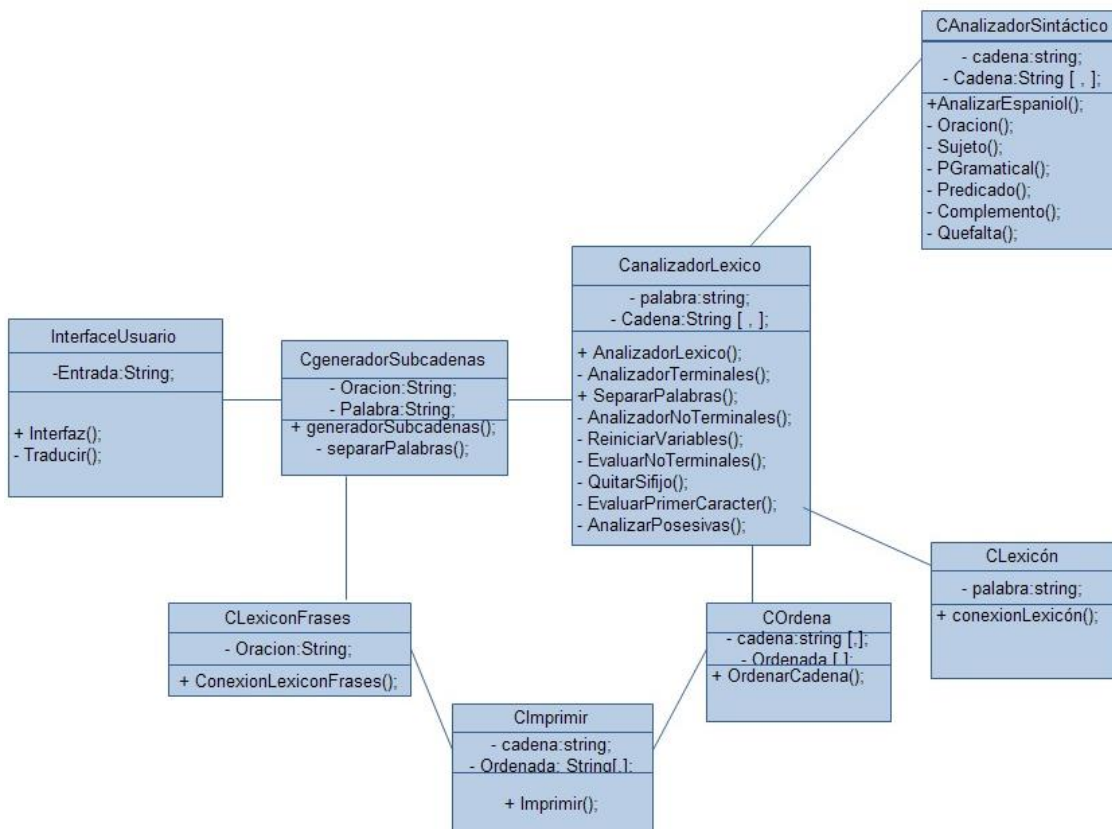 CAnalizadorSintáctico
- cadena:string;
- Cadena:String [ , ];
+AnalizarEspaniol();
- Oracion();
- Sujeto();
- PGramatical();
- Predicado();
- Complemento();
- Quefalta();
CanalizadorLexico
- palabra:string;
- Cadena:String [ , ];
+ AnalizadorLexico();
- AnalizadorTerminales();
+ SepararPalabras();
- AnalizadorNoTerminales();
- ReiniciarVariables();
- EvaluarNoTerminales();
- QuitarSifijo();
- EvaluarPrimerCaracter();
- AnalizarPosesivas();
InterfaceUsuario
-Entrada:String;
+ Interfaz();
- Traducir();
CgeneradorSubcadenas
- Oracion:String;
- Palabra:String;
+ generadorSubcadenas();
- separarPalabras();
CLexicón
- palabra:string;
+ conexionLexicón();
CLexiconFrases
- Oracion:String;
+ ConexionLexiconFrases();
COrdena
- cadena:string [,];
- Ordenada [,];
+ OrdenarCadena();
CImprimir
- cadena:string;
- Ordenada: String[,];
+ Imprimir();